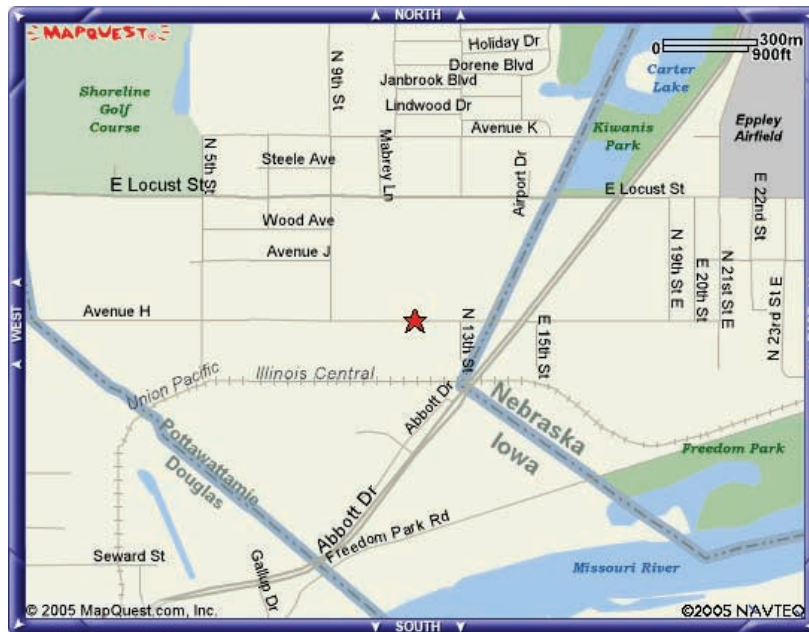 NORTH
MAPQUEST
300m
0
900ft
Holiday Dr
Dorene Blvd
Janbrook Blvd
Lindwood Dr
Avenue K
N 9th St
Carter
Lake
Shoreline
Golf
Course
Kiwanis
Park
Eppley
Airfield
N 5th St
Steele Ave
Mabrey Ln
Airport Dr
E Locust St
E Locust St
E 22nd St
Wood Ave
Avenue J
N 19th St E
E 20th St
N 21st St E
N 23rd St E
WEST
Avenue H
N 13th St
E 15th St
Union Pacific
Illinois Central
Abbott Dr
Nebraska
Iowa
Pottawattamie
Douglas
Freedom Park
Abbott Dr
Freedom Park Rd
Seward St
Gallup Dr
Missouri River
© 2005 MapQuest.com, Inc.
©2005 NAVTEQ
SOUTH